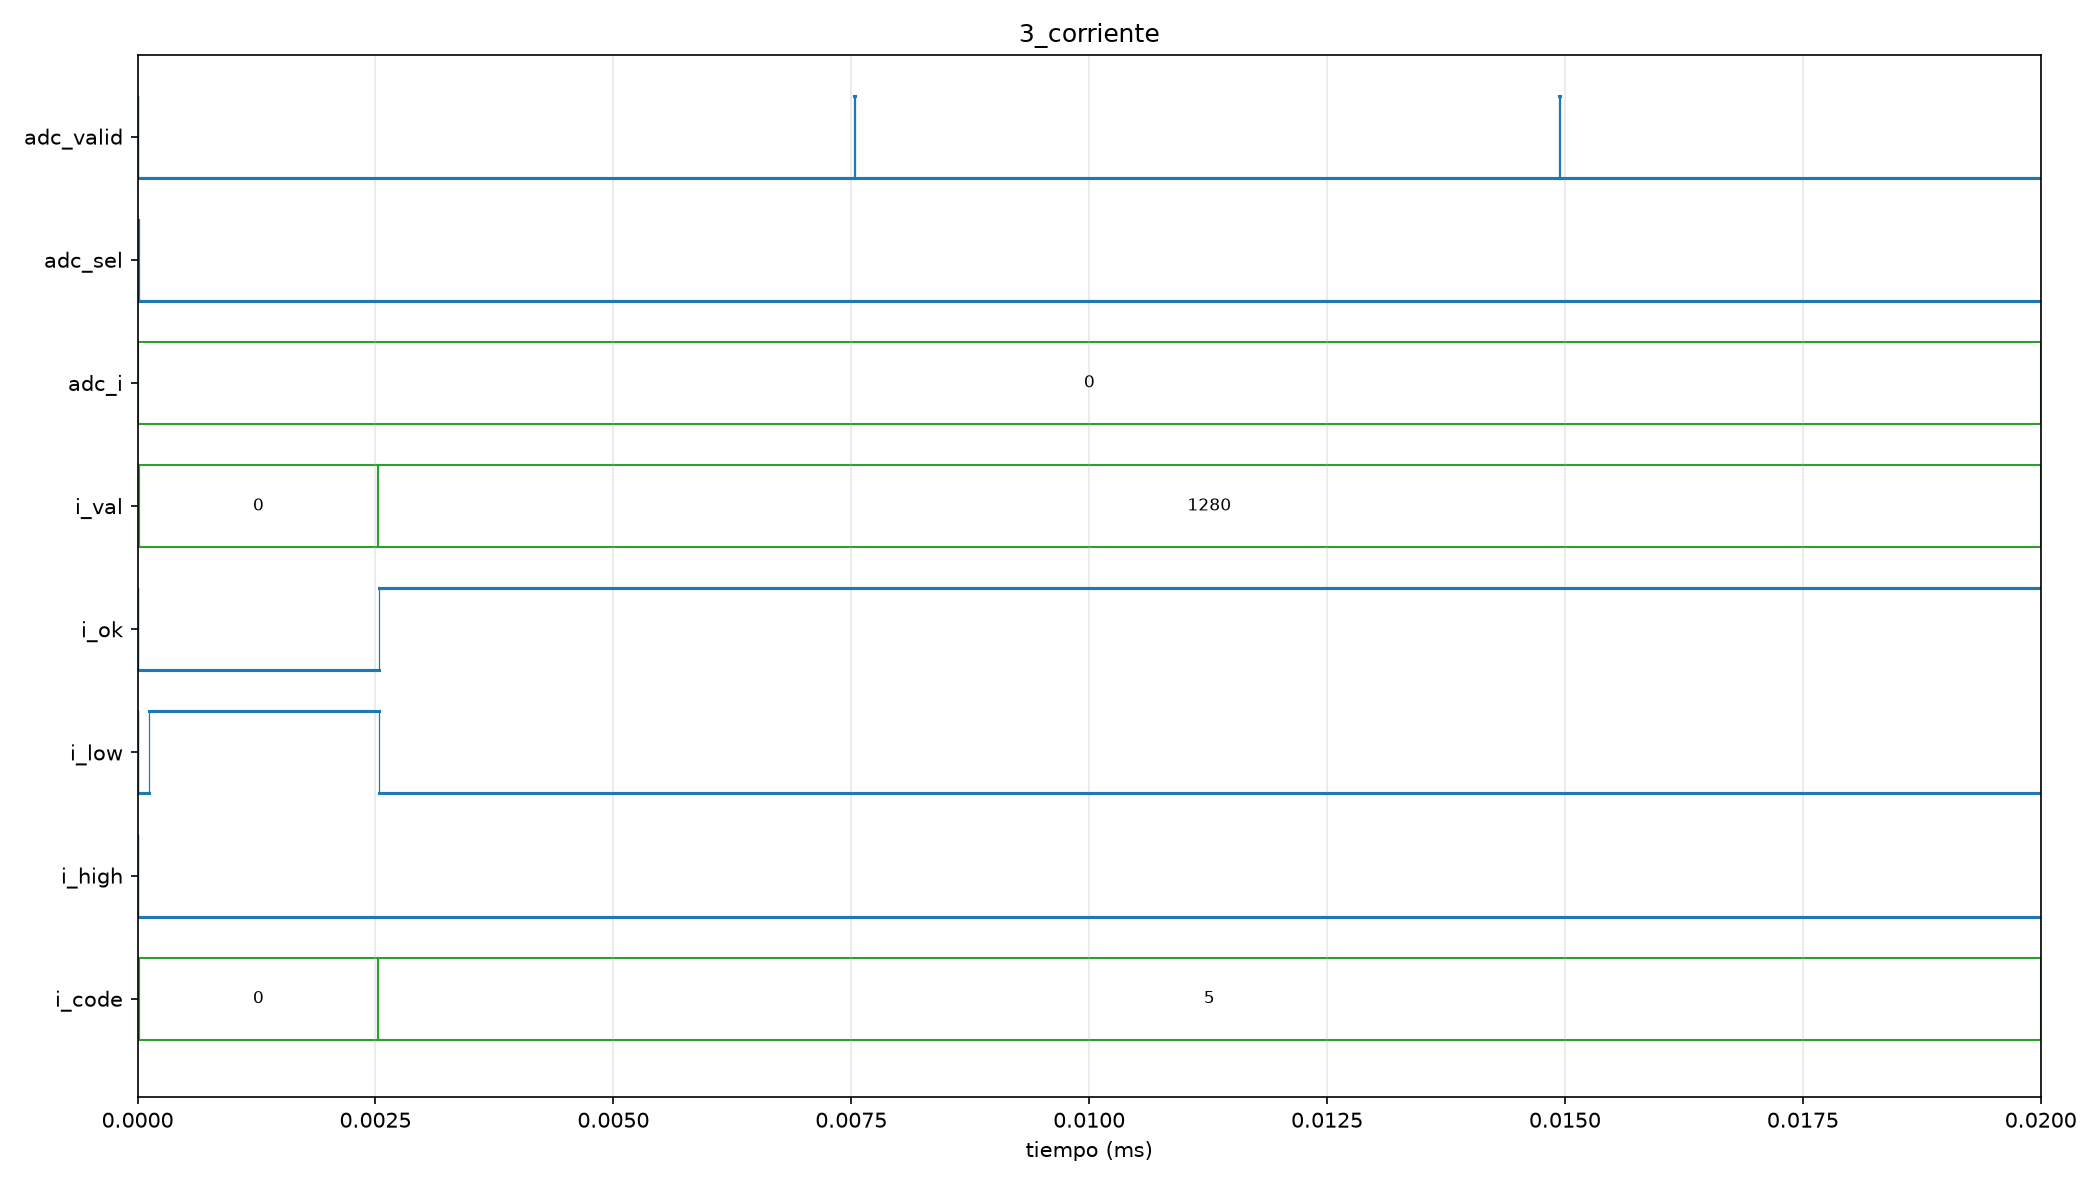 3_corriente
adc_valid
adc_sel
adc_i
0
i_val
0
1280
i_ok
i_low
i_high
i_code
0
5
0.0000
0.0025
0.0050
0.0075
0.0100
0.0125
0.0150
0.0175
0.0200
tiempo (ms)